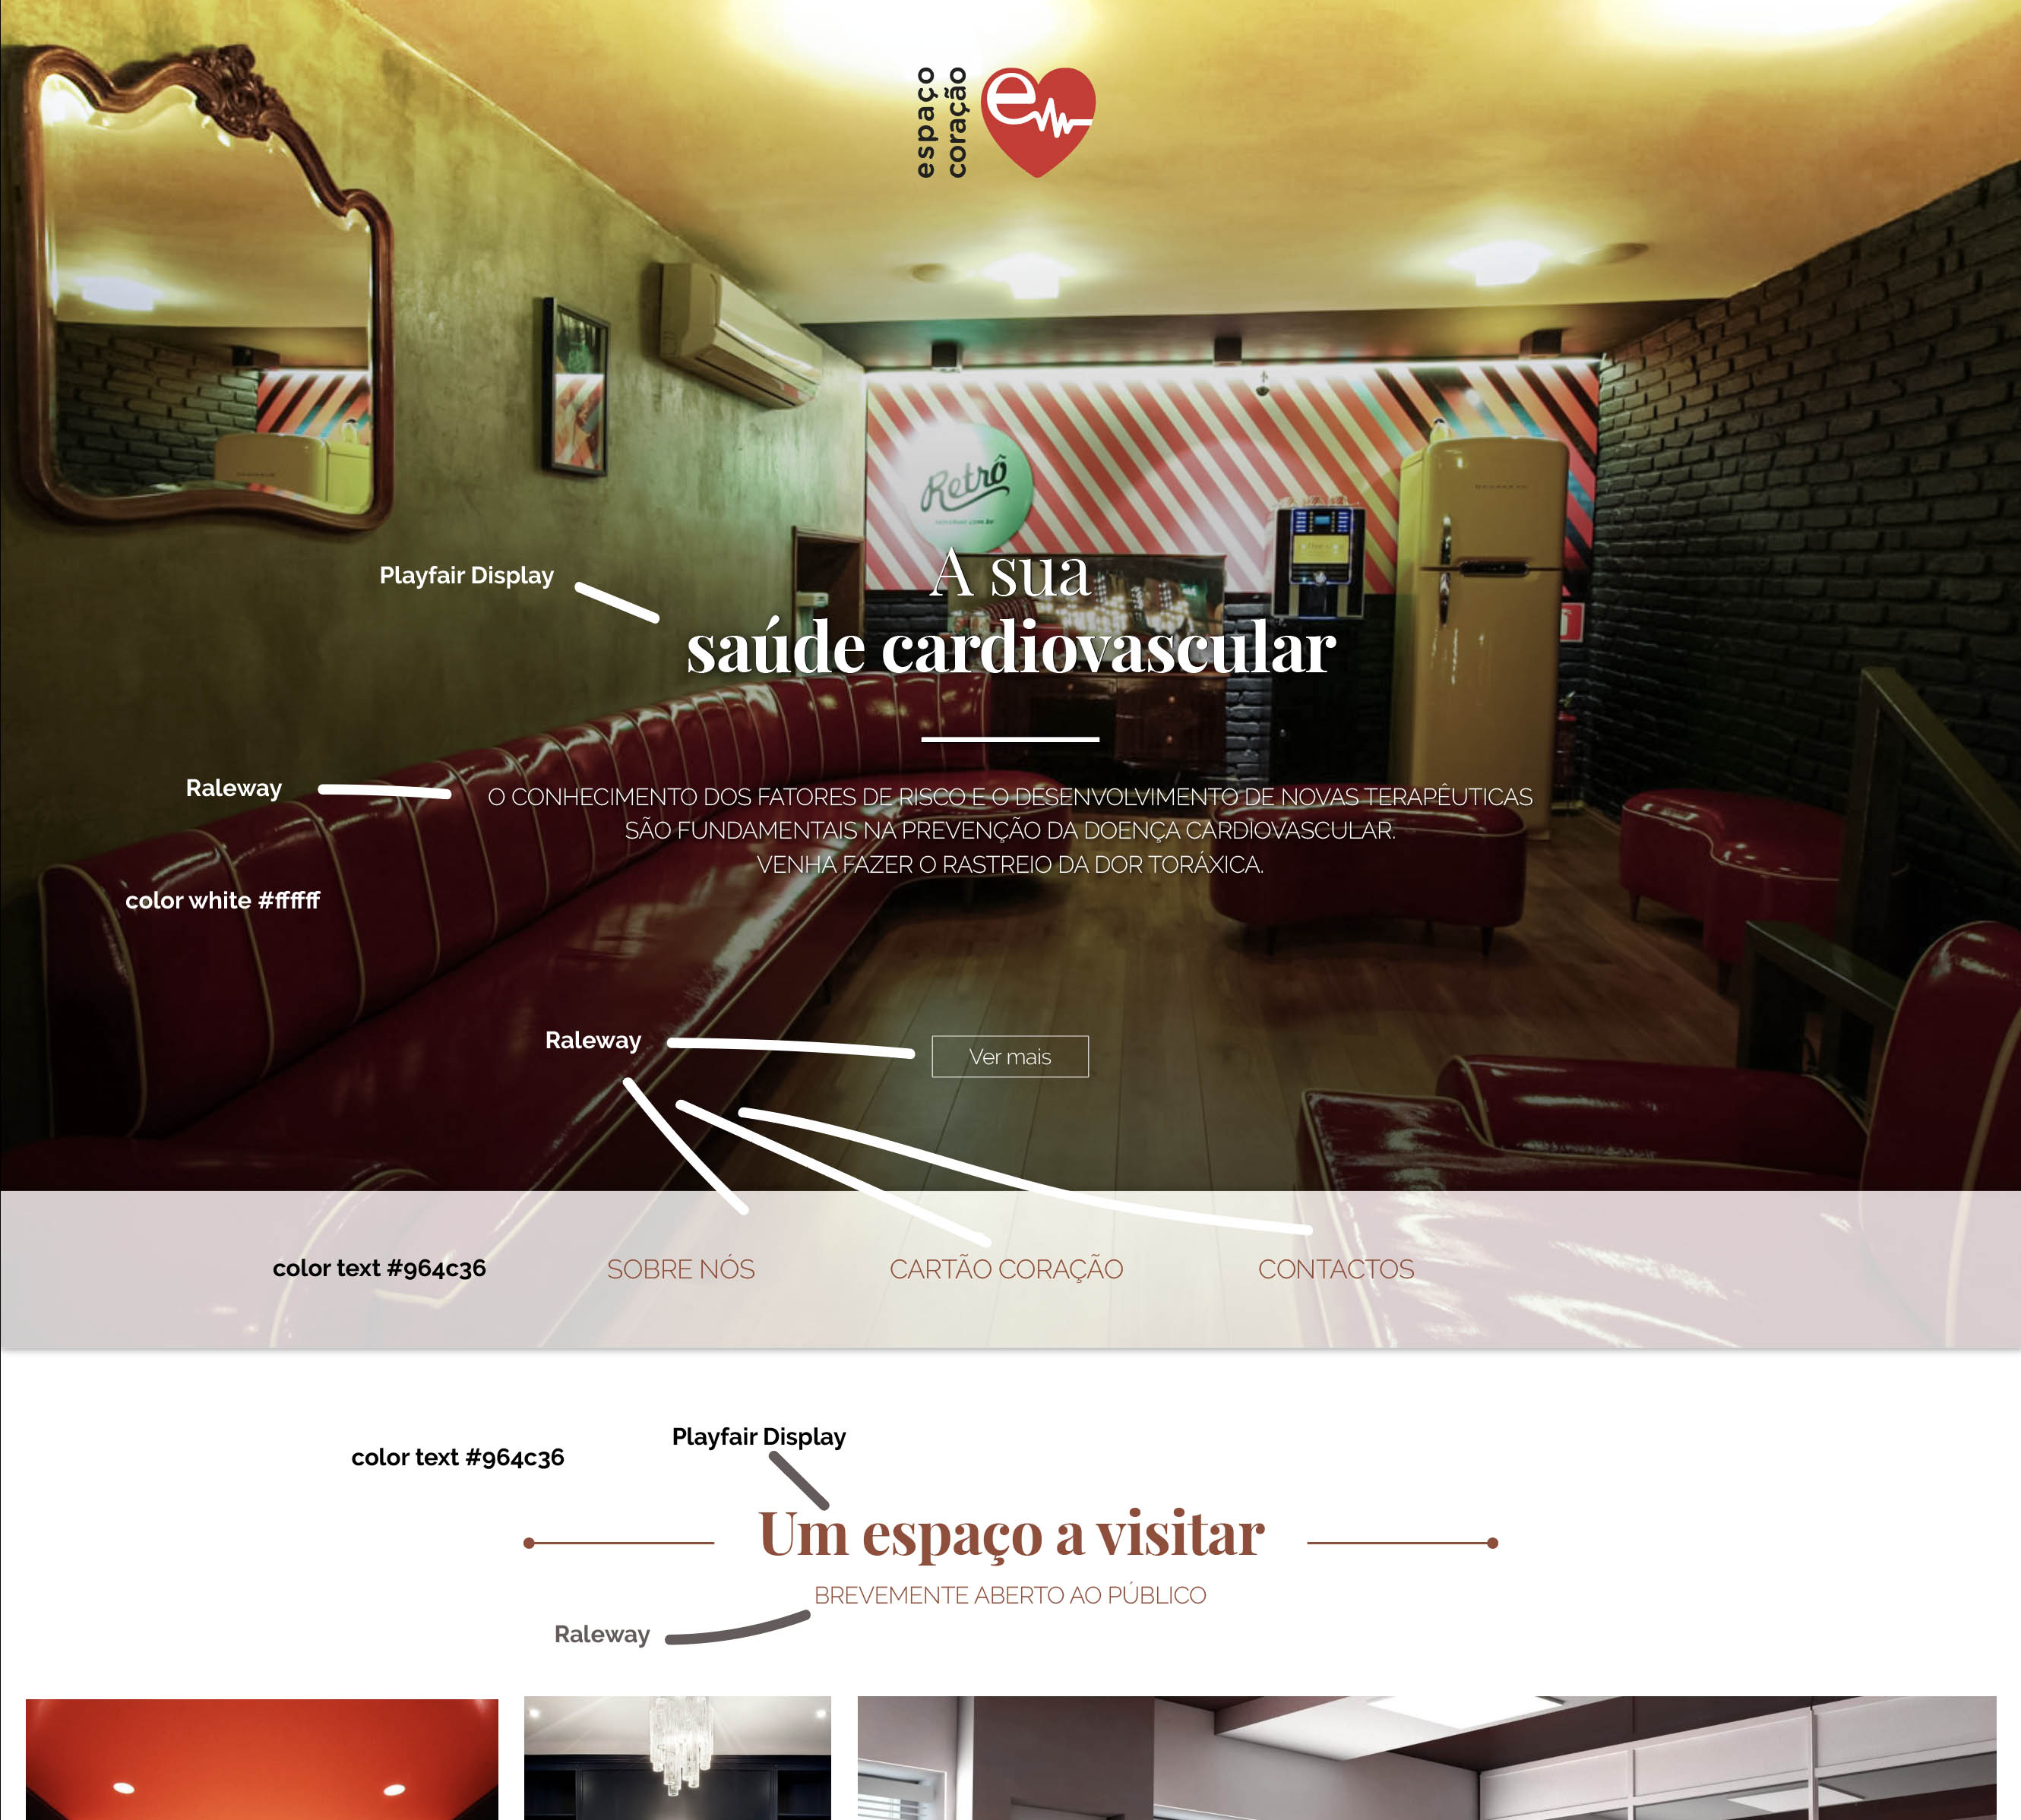 espaço
coração
e
Retrô
Playfair Display
A sua
saúde cardiovascular
Raleway
O CONHECIMENTO DOS FATORES DE RISCO E O DESENVOLVIMENTO DE NOVAS TERAPÊUTICAS
SÃO FUNDAMENTAIS NA PREVENÇÃO DA DOENÇA CARDIOVASCULAR.
VENHA FAZER O RASTREIO DA DOR TORÁXICA.
color white #ffffff
Raleway
Ver mais
color text #964c36
SOBRE NÓS
CARTÃO CORAÇÃO
CONTACTOS
Playfair Display
color text #964c36
Um espaço a visitar
BREVEMENTE ABERTO AO PÚBLICO
Raleway